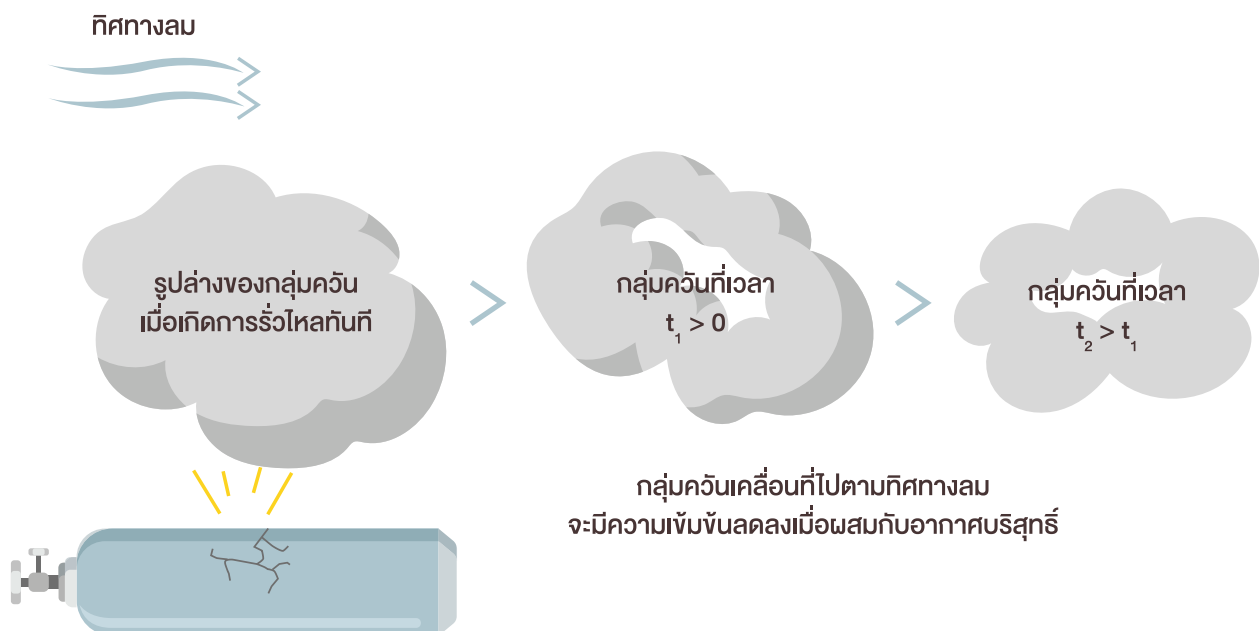 ทิศทางลม
รูปล่างของกลุ่มควัน
เมื่อเกิดการรั่วไหลทันที
กลุ่มควันที่เวลา
t₁ > 0
กลุ่มควันที่เวลา
t₂ > t₁
กลุ่มควันเคลื่อนที่ไปตามทิศทางลม
จะมีความเข้มข้นลดลงเมื่อผสมกับอากาศบริสุทธิ์